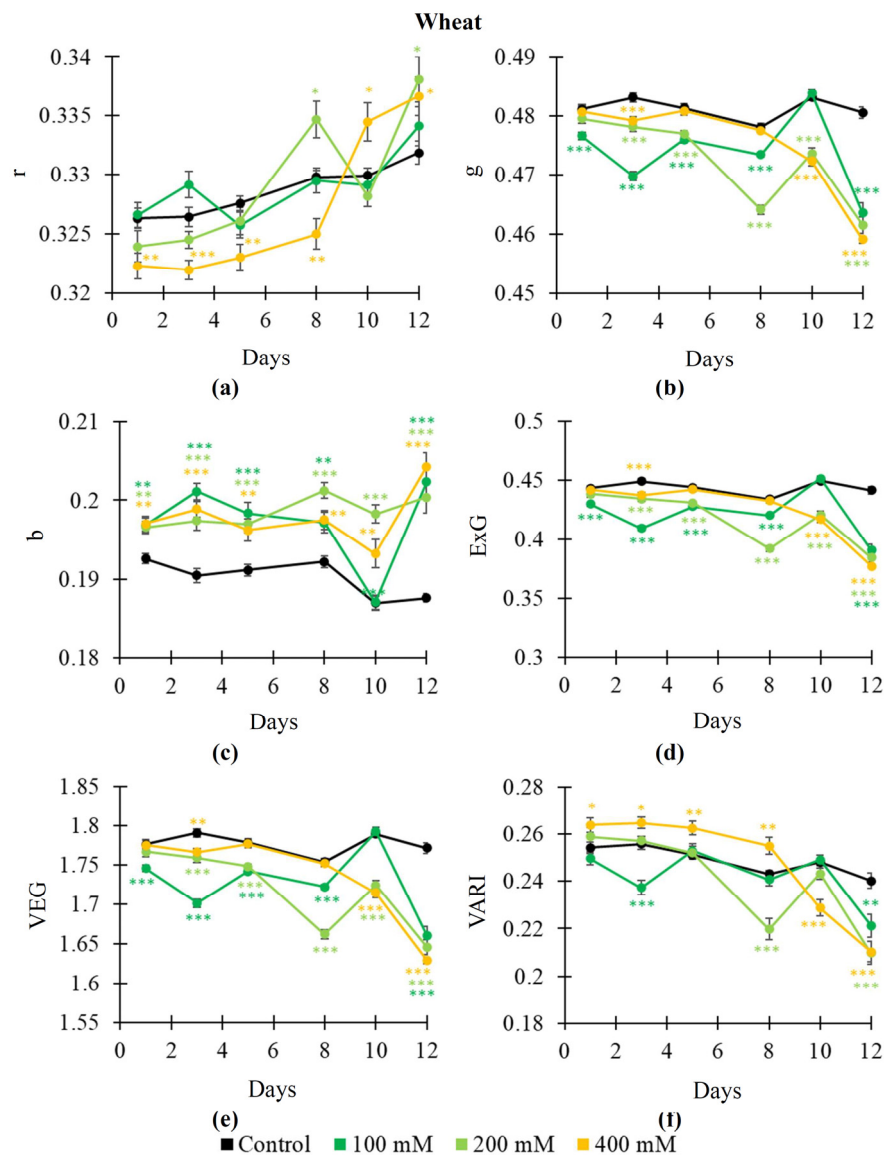 Wheat
0.34
0.335
0.33
0.325
0.32
r
0 2 4 6 8 10 12
Days
(a)
* * * *
** *** ** **
0.49
0.48
0.47
0.46
0.45
g
0 2 4 6 8 10 12
Days
(b)
*** *** ***
*** *** *** ***
*** *** *** ***
*** ***
0.21
0.2
0.19
0.18
b
0 2 4 6 8 10 12
Days
(c)
** *** *** ** ***
** *** *** *** *** ***
** *** ** ** ** ***
***
0.5
0.45
0.4
0.35
0.3
ExG
0 2 4 6 8 10 12
Days
(d)
***
*** *** *** *** ***
*** *** *** *** ***
*** *** ***
1.85
1.8
1.75
1.7
1.65
1.6
1.55
VEG
0 2 4 6 8 10 12
Days
(e)
**
*** *** *** *** ***
*** *** *** ***
*** *** ***
0.28
0.26
0.24
0.22
0.2
0.18
VARI
0 2 4 6 8 10 12
Days
(f)
* * ** **
*** *** *** **
*** ***
Control 100 mM 200 mM 400 mM